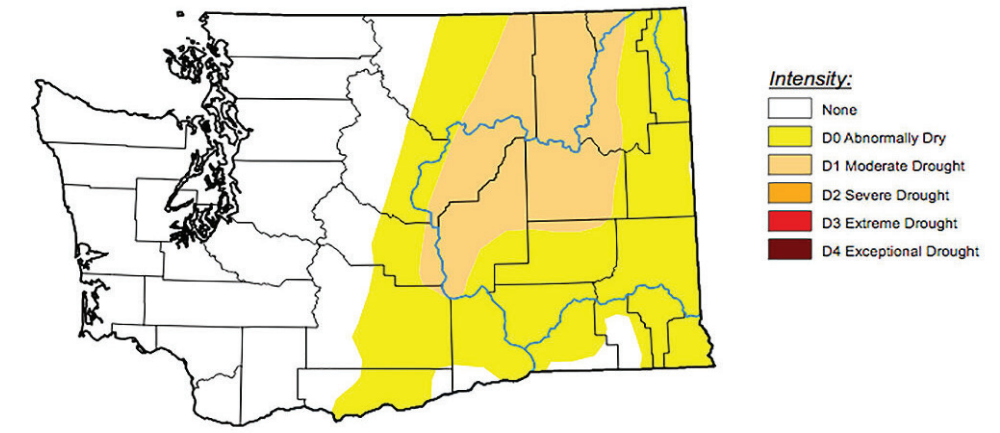 Intensity:
None
D0 Abnormally Dry
D1 Moderate Drought
D2 Severe Drought
D3 Extreme Drought
D4 Exceptional Drought